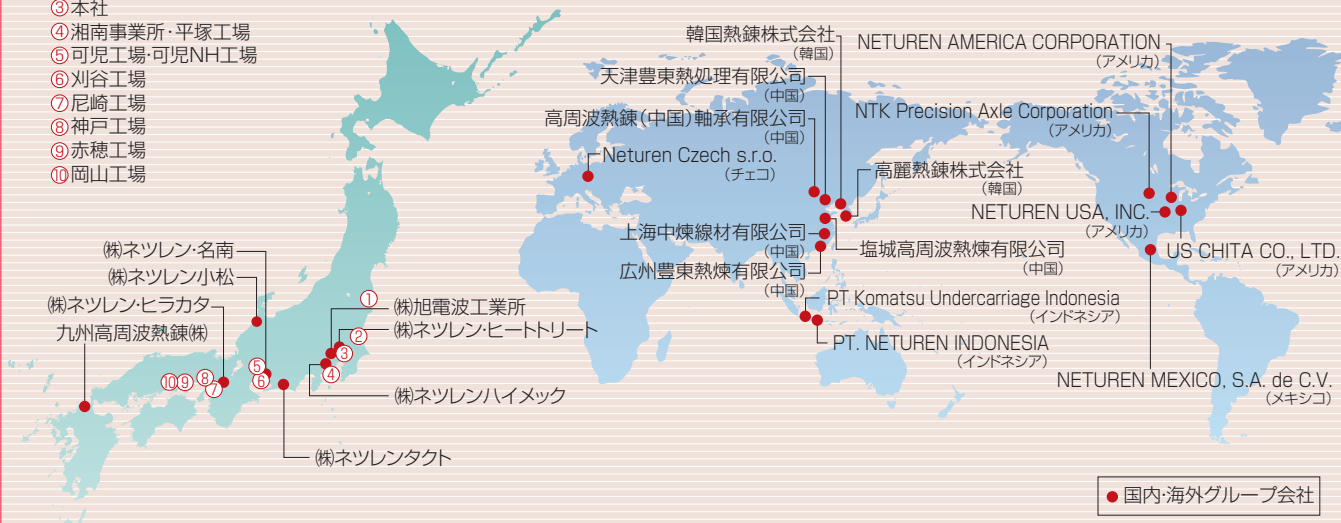 ③本社
④湘南事業所・平塚工場
⑤可児工場・可児NH工場
⑥刈谷工場
⑦尼崎工場
⑧神戸工場
⑨赤穂工場
⑩岡山工場
㈱ネツレン・名南
㈱ネツレン小松
㈱ネツレン・ヒラカタ
九州高周波熱錬㈱
①
㈱旭電波工業所
②
㈱ネツレン・ヒートトリート
③
④
⑤
⑥
⑩⑨⑧
⑦
㈱ネツレンハイメック
㈱ネツレンタクト
韓国熱錬株式会社
(韓国)
天津豊東熱処理有限公司
(中国)
高周波熱錬(中国)軸承有限公司
(中国)
Neturen Czech s.r.o.
(チェコ)
高麗熱錬株式会社
(韓国)
上海中煉線材有限公司
(中国)
広州豊東熱煉有限公司
(中国)
塩城高周波熱煉有限公司
(中国)
PT Komatsu Undercarriage Indonesia
(インドネシア)
PT. NETUREN INDONESIA
(インドネシア)
NETUREN AMERICA CORPORATION
(アメリカ)
NTK Precision Axle Corporation
(アメリカ)
NETUREN USA, INC.
(アメリカ)
US CHITA CO., LTD.
(アメリカ)
NETUREN MEXICO, S.A. de C.V.
(メキシコ)
●国内・海外グループ会社